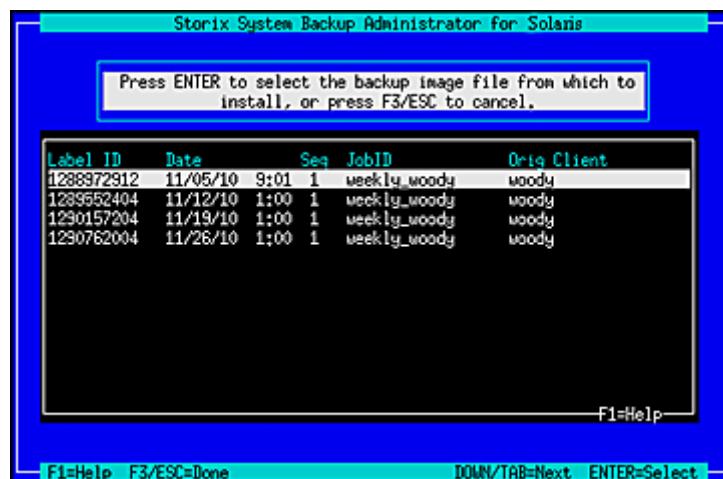 Storix System Backup Administrator for Solaris
Press ENTER to select the backup image file from which to
install, or press F3/ESC to cancel.
Label ID Date Seq JobID Orig Client
1288972912 11/05/10 9:01 1 weekly_woody woody
1289552404 11/12/10 1:00 1 weekly_woody woody
1290157204 11/19/10 1:00 1 weekly_woody woody
1290762004 11/26/10 1:00 1 weekly_woody woody
F1=Help
F1=Help F3/ESC=Done DOWN/TAB=Next ENTER=Select